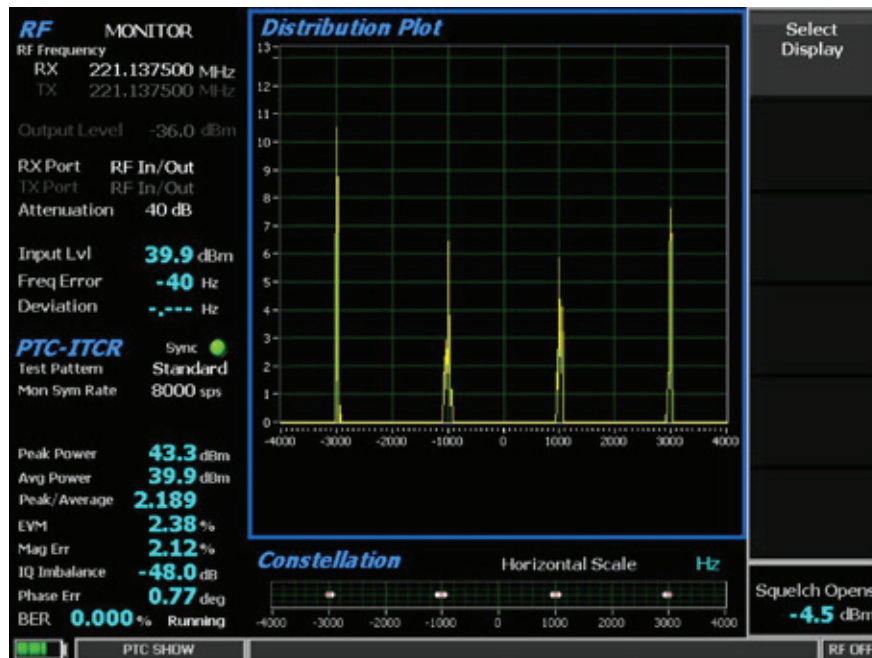 RF MONITOR
RF Frequency
RX 221.137500 MHz
TX 221.137500 MHz
Output Level -36.0 dBm
RX Port RF In/Out
TX Port RF In/Out
Attenuation 40 dB
Input Lvl 39.9 dBm
Freq Error -40 Hz
Deviation -.--- Hz
PTC-ITCR Sync
Test Pattern Standard
Mon Sym Rate 8000 sps
Peak Power 43.3 dBm
Avg Power 39.9 dBm
Peak/Average 2.189
EVM 2.38 %
Mag Err 2.12 %
IQ Imbalance -48.0 dB
Phase Err 0.77 deg
BER 0.000 % Running
PTC SHOW
Distribution Plot
13
12
11
10
9
8
7
6
5
4
3
2
1
0
-4000 -3000 -2000 -1000 0 1000 2000 3000 4000
Constellation Horizontal Scale Hz
-4000 -3000 -2000 -1000 0 1000 2000 3000 4000
Select
Display
Squelch Opens
-4.5 dBm
RF OFF